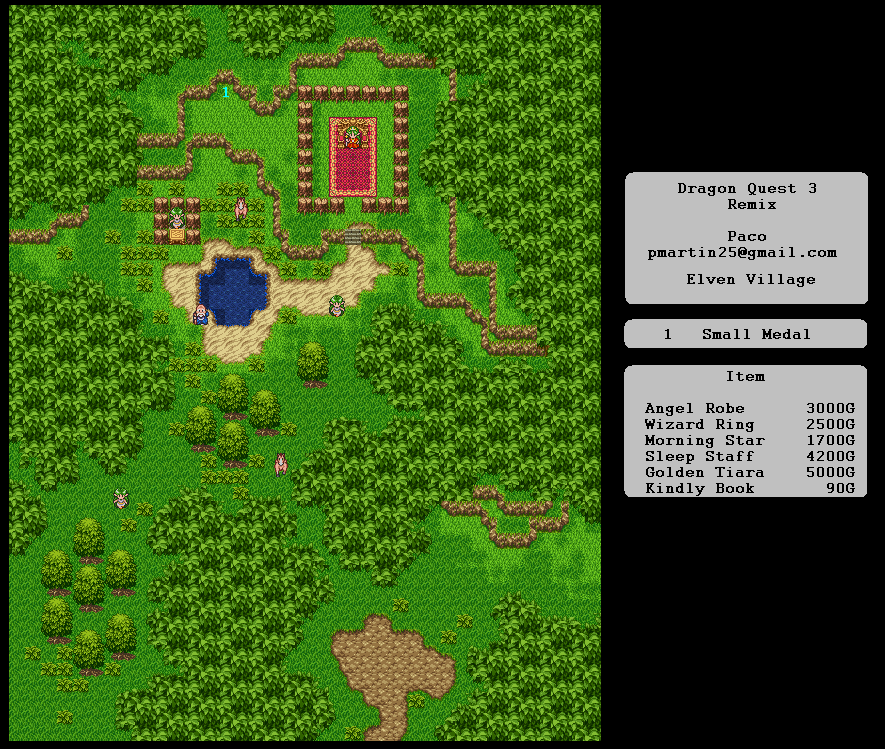 1
Dragon Quest 3
Remix
Paco
pmartin25@gmail.com
Elven Village
1 Small Medal
Item
Angel Robe 3000G
Wizard Ring 2500G
Morning Star 1700G
Sleep Staff 4200G
Golden Tiara 5000G
Kindly Book 90G